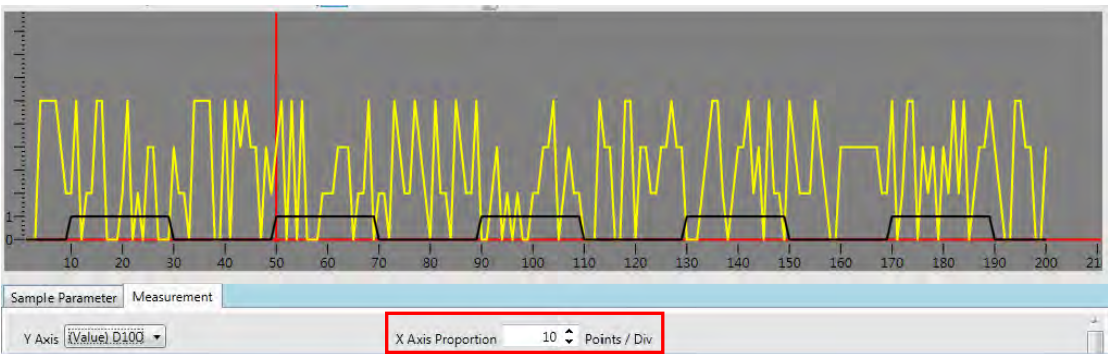 1
0
10 20 30 40 50 60 70 80 90 100 110 120 130 140 150 160 170 180 190 200 21
Sample Parameter Measurement
Y Axis (Value) D100 X Axis Proportion 10 Points / Div